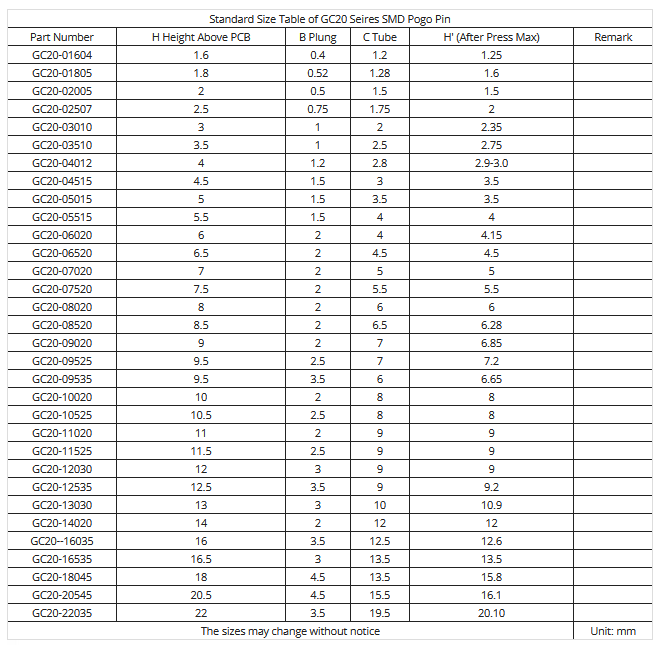 Standard Size Table of GC20 Seires SMD Pogo Pin
Part Number H Height Above PCB B Plung C Tube H' (After Press Max) Remark
GC20-01604 1.6 0.4 1.2 1.25
GC20-01805 1.8 0.52 1.28 1.6
GC20-02005 2 0.5 1.5 1.5
GC20-02507 2.5 0.75 1.75 2
GC20-03010 3 1 2 2.35
GC20-03510 3.5 1 2.5 2.75
GC20-04012 4 1.2 2.8 2.9-3.0
GC20-04515 4.5 1.5 3 3.5
GC20-05015 5 1.5 3.5 3.5
GC20-05515 5.5 1.5 4 4
GC20-06020 6 2 4 4.15
GC20-06520 6.5 2 4.5 4.5
GC20-07020 7 2 5 5
GC20-07520 7.5 2 5.5 5.5
GC20-08020 8 2 6 6
GC20-08520 8.5 2 6.5 6.28
GC20-09020 9 2 7 6.85
GC20-09525 9.5 2.5 7 7.2
GC20-09535 9.5 3.5 6 6.65
GC20-10020 10 2 8 8
GC20-10525 10.5 2.5 8 8
GC20-11020 11 2 9 9
GC20-11525 11.5 2.5 9 9
GC20-12030 12 3 9 9
GC20-12535 12.5 3.5 9 9.2
GC20-13030 13 3 10 10.9
GC20-14020 14 2 12 12
GC20--16035 16 3.5 12.5 12.6
GC20-16535 16.5 3 13.5 13.5
GC20-18045 18 4.5 13.5 15.8
GC20-20545 20.5 4.5 15.5 16.1
GC20-22035 22 3.5 19.5 20.10
The sizes may change without notice Unit: mm